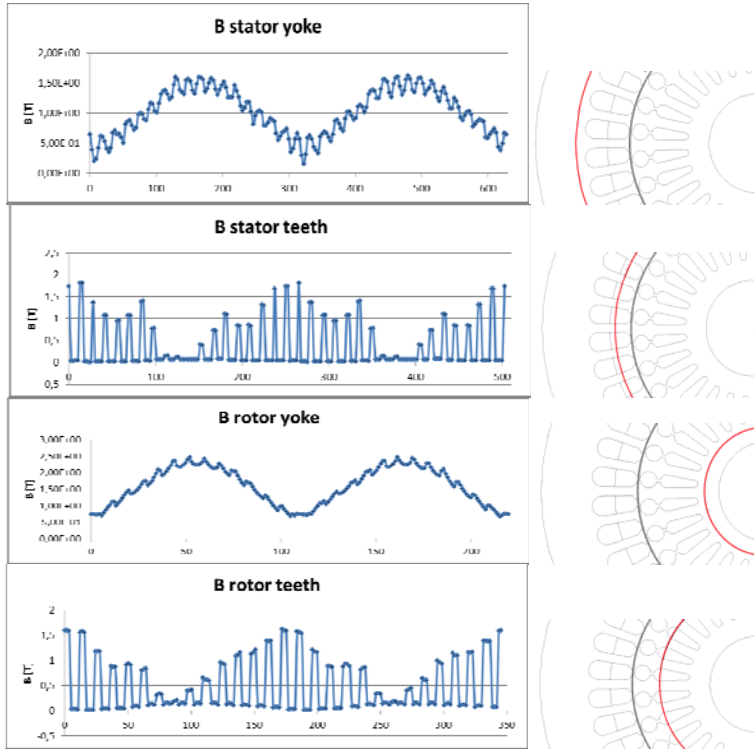 B stator yoke
2,00E+00
1,50E+00
1,00E+00
5,00E 01
0,00E+00
B [T]
0 100 200 300 400 500 600
B stator teeth
2,5
2
1,5
1
0,5
0
0,5
B [T]
0 100 200 300 400 500
B rotor yoke
3,00E+00
2,50E+00
2,00E+00
1,50E+00
1,00E+00
5,00E-01
0,00E+00
B [T]
0 50 100 150 200
B rotor teeth
2
1,5
1
0,5
0
-0,5
B [T]
0 50 100 150 200 250 300 350